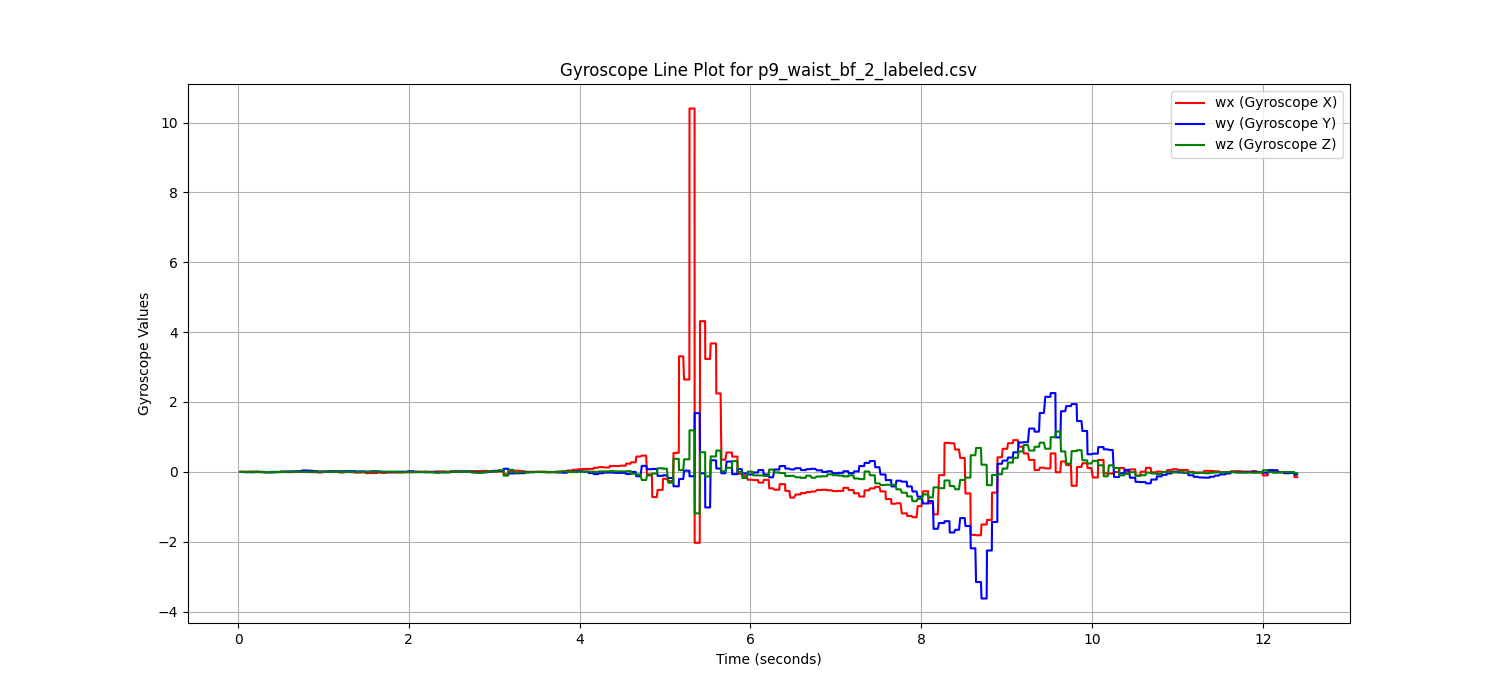 Gyroscope Line Plot for p9_waist_bf_2_labeled.csv
wx (Gyroscope X)
wy (Gyroscope Y)
wz (Gyroscope Z)
Gyroscope Values
10
8
6
4
2
0
−2
−4
0 2 4 6 8 10 12
Time (seconds)